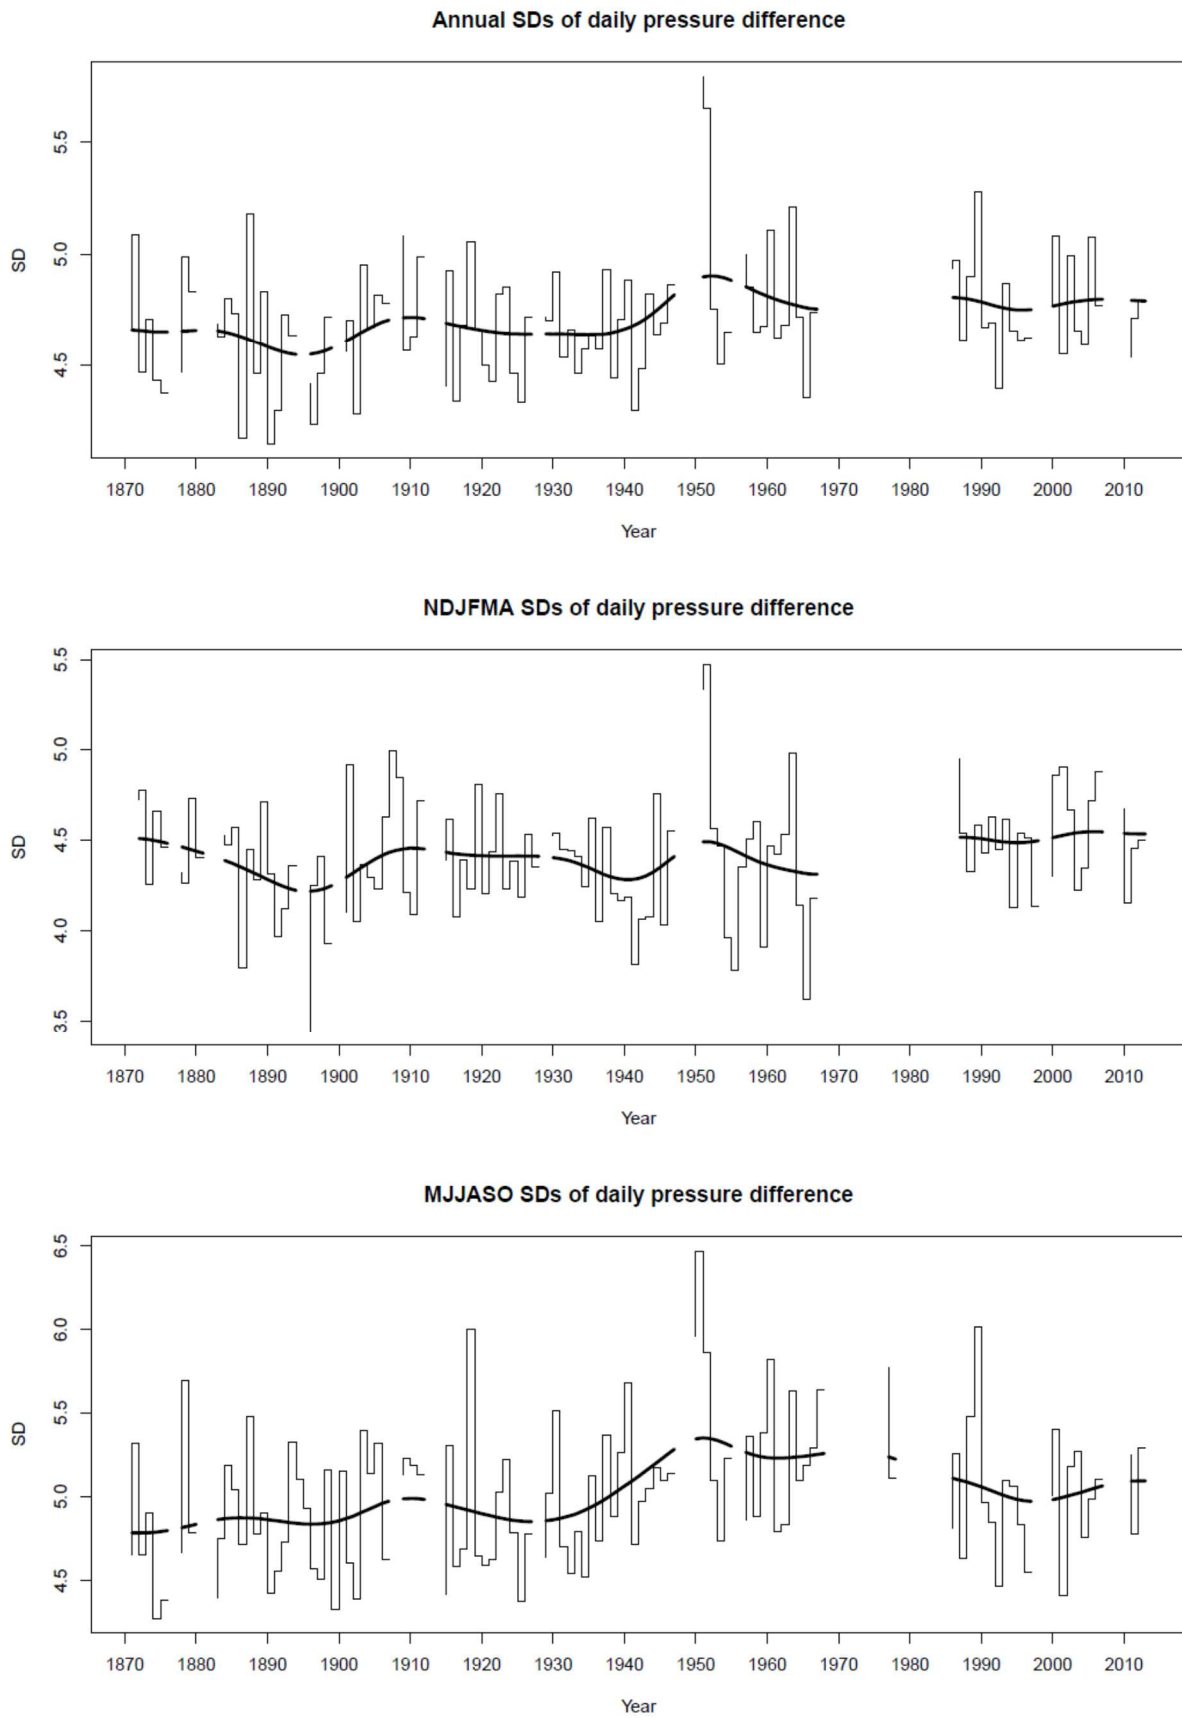 Annual SDs of daily pressure difference
SD
5.5
5.0
4.5
1870 1880 1890 1900 1910 1920 1930 1940 1950 1960 1970 1980 1990 2000 2010
Year
NDJFMA SDs of daily pressure difference
SD
5.5
5.0
4.5
4.0
3.5
1870 1880 1890 1900 1910 1920 1930 1940 1950 1960 1970 1980 1990 2000 2010
Year
MJJASO SDs of daily pressure difference
SD
6.5
6.0
5.5
5.0
4.5
1870 1880 1890 1900 1910 1920 1930 1940 1950 1960 1970 1980 1990 2000 2010
Year